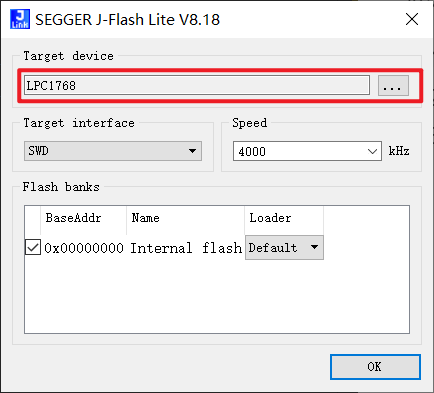 J
LinK
SEGGER J-Flash Lite V8.18
Target device
LPC1768
...
Target interface
SWD
Speed
4000
kHz
Flash banks
BaseAddr Name Loader
0x00000000 Internal flash Default
OK